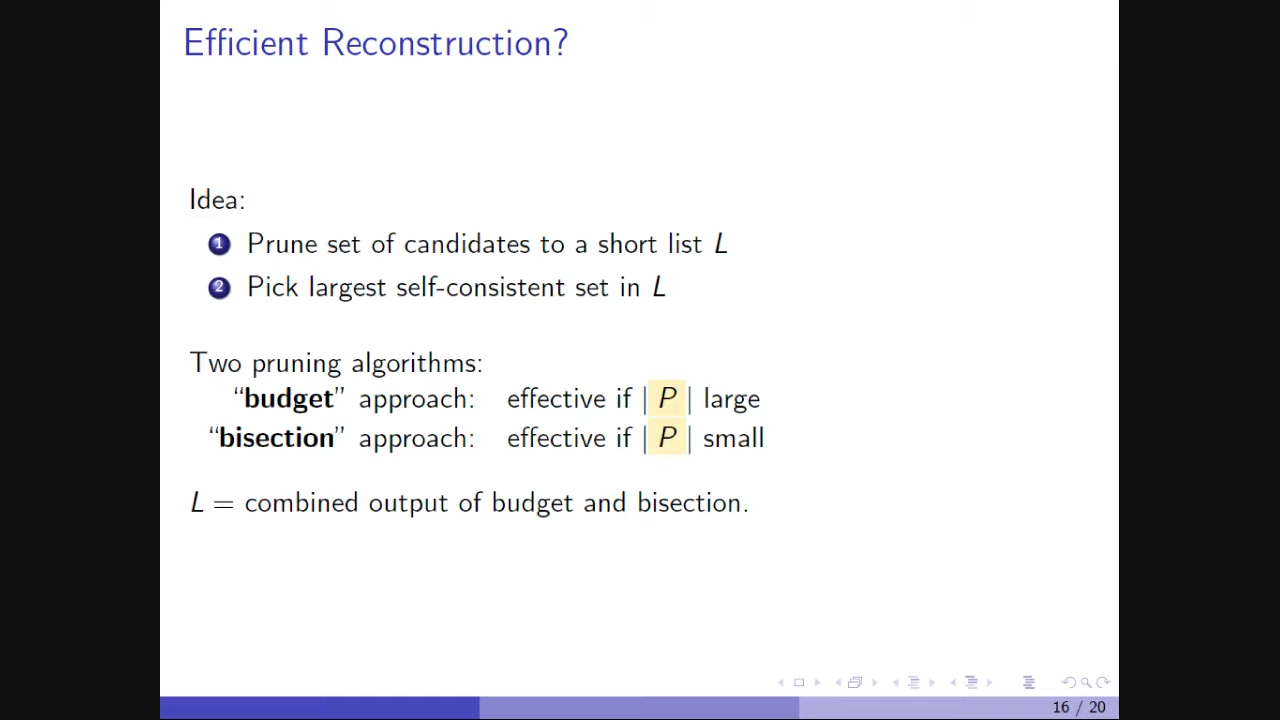 Efficient Reconstruction?
Idea:
1 Prune set of candidates to a short list L
2 Pick largest self-consistent set in L
Two pruning algorithms:
“budget” approach: effective if | P | large
“bisection” approach: effective if | P | small
L = combined output of budget and bisection.
16 / 20